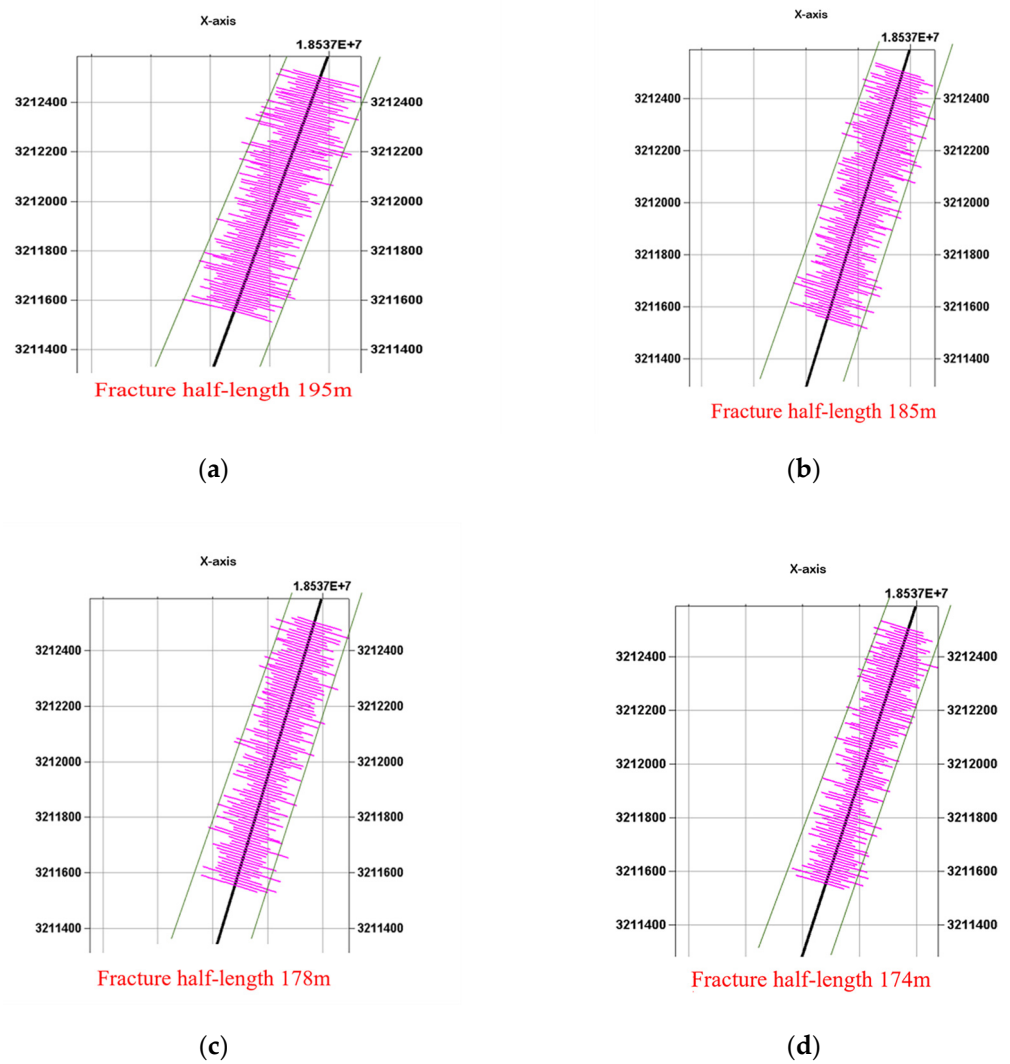 X-axis
1.8537E+7
3212400 3212400
3212200 3212200
3212000 3212000
3211800 3211800
3211600 3211600
3211400 3211400
Fracture half-length 195m
(a)
X-axis
1.8537E+7
3212400 3212400
3212200 3212200
3212000 3212000
3211800 3211800
3211600 3211600
3211400 3211400
Fracture half-length 185m
(b)
X-axis
1.8537E+7
3212400 3212400
3212200 3212200
3212000 3212000
3211800 3211800
3211600 3211600
3211400 3211400
Fracture half-length 178m
(c)
X-axis
1.8537E+7
3212400 3212400
3212200 3212200
3212000 3212000
3211800 3211800
3211600 3211600
3211400 3211400
Fracture half-length 174m
(d)